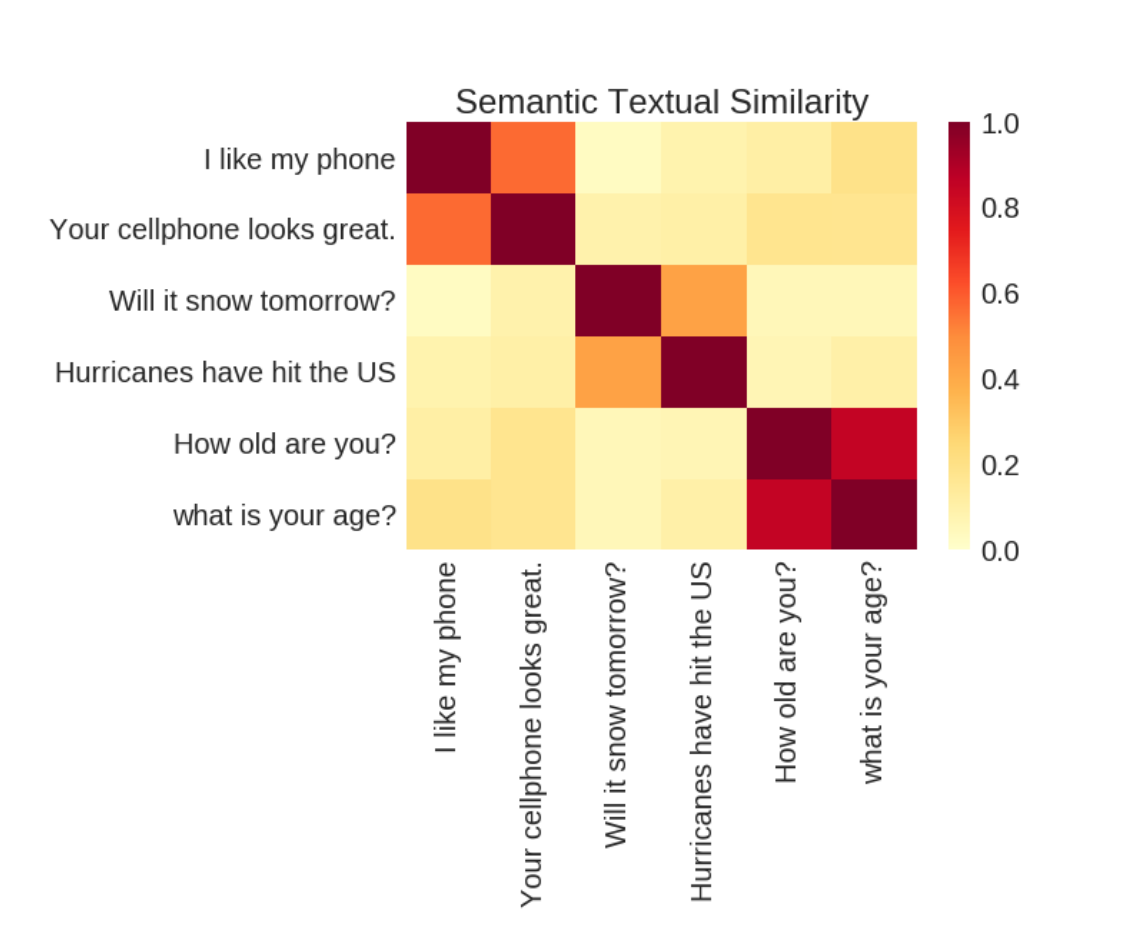 Semantic Textual Similarity
I like my phone
Your cellphone looks great.
Will it snow tomorrow?
Hurricanes have hit the US
How old are you?
what is your age?
1.0
0.8
0.6
0.4
0.2
0.0
I like my phone
Your cellphone looks great.
Will it snow tomorrow?
Hurricanes have hit the US
How old are you?
what is your age?